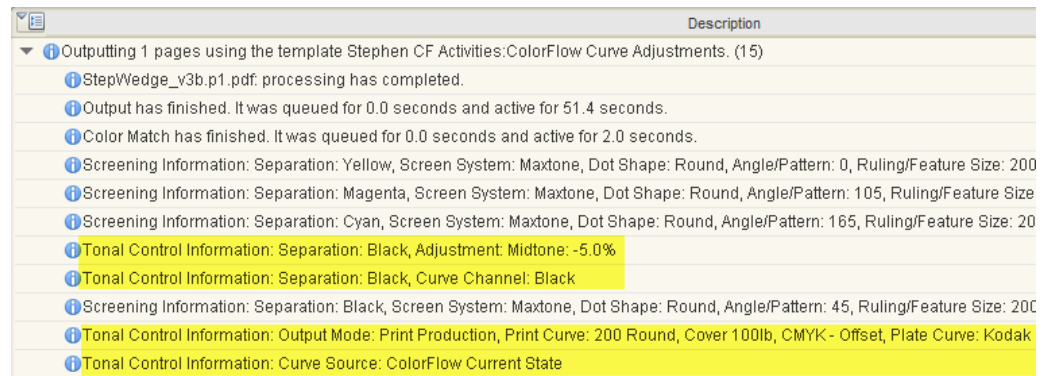 Description
Outputting 1 pages using the template Stephen CF Activities:ColorFlow Curve Adjustments. (15)
StepWedge_v3b.p1.pdf: processing has completed.
Output has finished. It was queued for 0.0 seconds and active for 51.4 seconds.
Color Match has finished. It was queued for 0.0 seconds and active for 2.0 seconds.
Screening Information: Separation: Yellow, Screen System: Maxtone, Dot Shape: Round, Angle/Pattern: 0, Ruling/Feature Size: 200
Screening Information: Separation: Magenta, Screen System: Maxtone, Dot Shape: Round, Angle/Pattern: 105, Ruling/Feature Size
Screening Information: Separation: Cyan, Screen System: Maxtone, Dot Shape: Round, Angle/Pattern: 165, Ruling/Feature Size: 20
Tonal Control Information: Separation: Black, Adjustment: Midtone: -5.0%
Tonal Control Information: Separation: Black, Curve Channel: Black
Screening Information: Separation: Black, Screen System: Maxtone, Dot Shape: Round, Angle/Pattern: 45, Ruling/Feature Size: 200
Tonal Control Information: Output Mode: Print Production, Print Curve: 200 Round, Cover 100lb, CMYK - Offset, Plate Curve: Kodak
Tonal Control Information: Curve Source: ColorFlow Current State